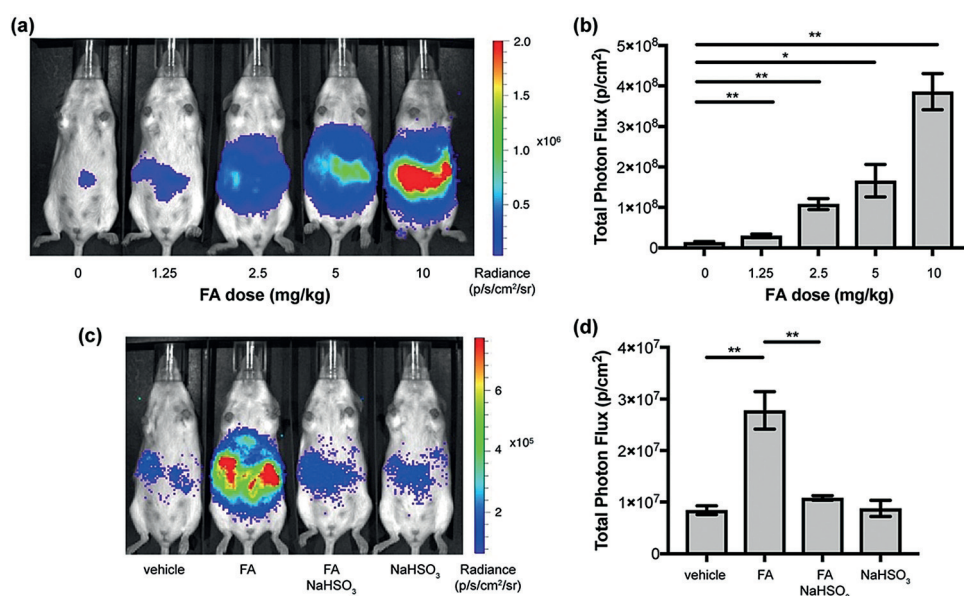 (a)
2.0
1.5
x10⁶
1.0
0.5
0
1.25
2.5
5
10
Radiance
(p/s/cm²/sr)
FA dose (mg/kg)
(b)
Total Photon Flux (p/cm²)
5×10⁸
4×10⁸
3×10⁸
2×10⁸
1×10⁸
0
**
*
**
**
0
1.25
2.5
5
10
FA dose (mg/kg)
(c)
6
x10⁵
4
2
vehicle
FA
FA
NaHSO₃
NaHSO₃
Radiance
(p/s/cm²/sr)
(d)
Total Photon Flux (p/cm²)
4×10⁷
3×10⁷
2×10⁷
1×10⁷
0
**
**
vehicle
FA
FA
NaHSO₃
NaHSO₃